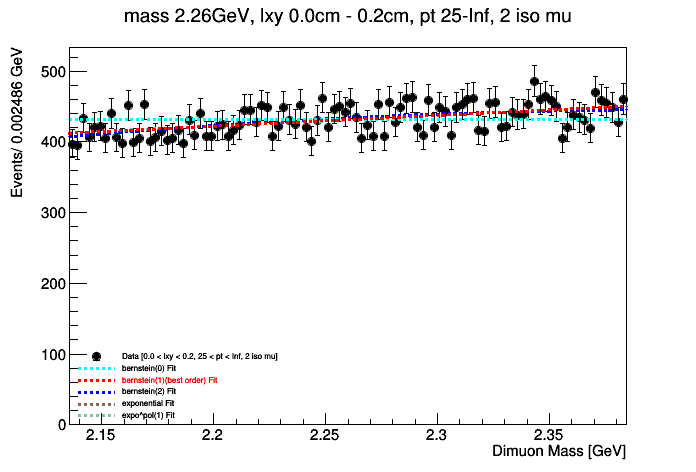 mass 2.26GeV, lxy 0.0cm - 0.2cm, pt 25-Inf, 2 iso mu
Events/ 0.002486 GeV
500
400
300
200
100
0
Data [0.0 < lxy < 0.2, 25 < pt < Inf, 2 iso mu]
bernstein(0) Fit
bernstein(1)(best order) Fit
bernstein(2) Fit
exponential Fit
expo*pol(1) Fit
2.15
2.2
2.25
2.3
2.35
Dimuon Mass [GeV]